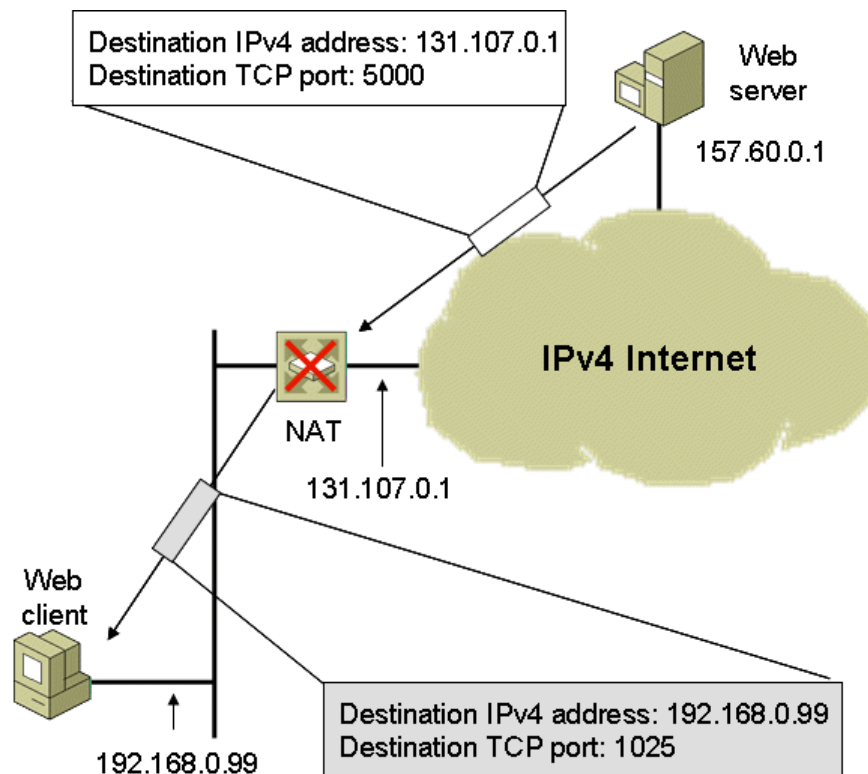 Destination IPv4 address: 131.107.0.1
Destination TCP port: 5000
Web
server
157.60.0.1
IPv4 Internet
NAT
131.107.0.1
Web
client
192.168.0.99
Destination IPv4 address: 192.168.0.99
Destination TCP port: 1025